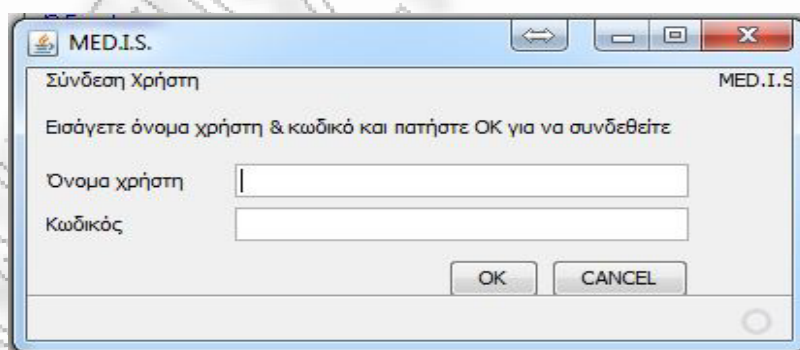 MED.I.S.
Σύνδεση Χρήστη MED.I.S
Εισάγετε όνομα χρήστη & κωδικό και πατήστε OK για να συνδεθείτε
Όνομα χρήστη
Κωδικός
OK CANCEL